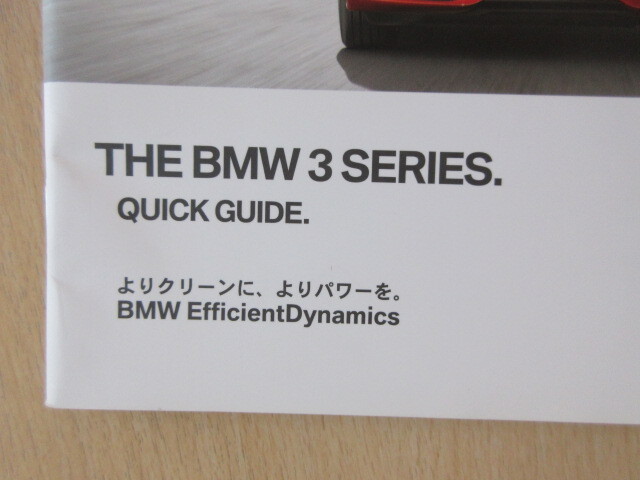 THE BMW 3 SERIES.
QUICK GUIDE.
よりクリーンに、よりパワーを。
BMW EfficientDynamics